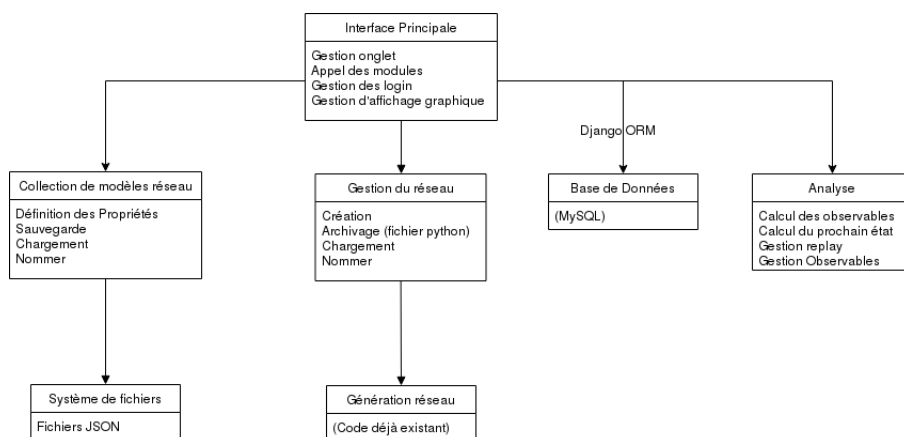 Interface Principale
Gestion onglet
Appel des modules
Gestion des login
Gestion d'affichage graphique
Django ORM
Collection de modèles réseau
Définition des Propriétés
Sauvegarde
Chargement
Nommer
Gestion du réseau
Création
Archivage (fichier python)
Chargement
Nommer
Base de Données
(MySQL)
Analyse
Calcul des observables
Calcul du prochain état
Gestion replay
Gestion Observables
Système de fichiers
Fichiers JSON
Génération réseau
(Code déjà existant)